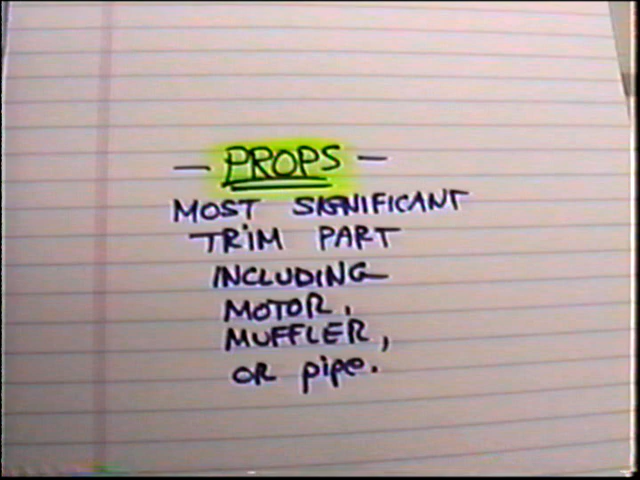 - PROPS -
MOST SIGNIFICANT
TRIM PART
INCLUDING
MOTOR,
MUFFLER,
OR pipe.